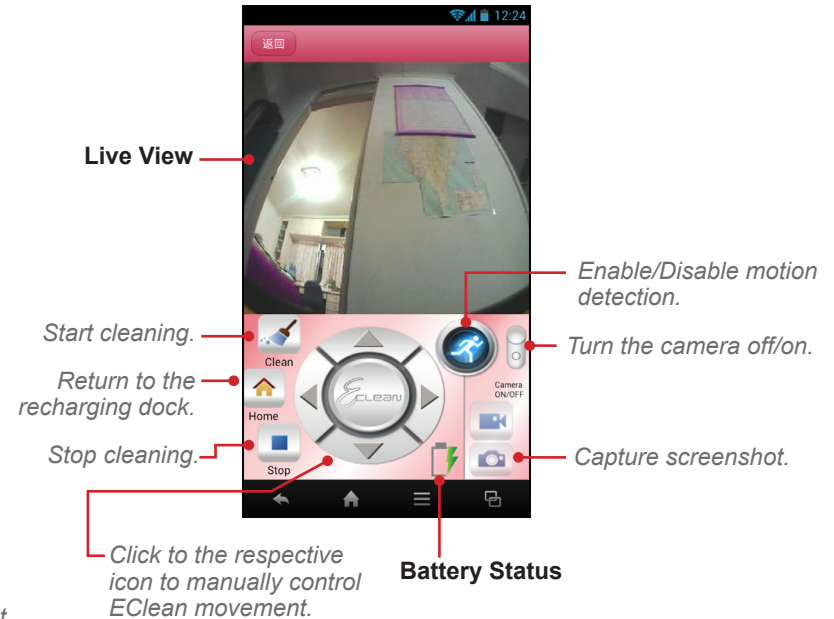 12:24
返回
Live View
Enable/Disable motion
detection.
Start cleaning.
Clean
Turn the camera off/on.
Return to the
recharging dock.
Home
ECLEAN
Camera
ON/OFF
Stop cleaning.
Stop
Capture screenshot.
Click to the respective
icon to manually control
EClean movement.
Battery Status
t